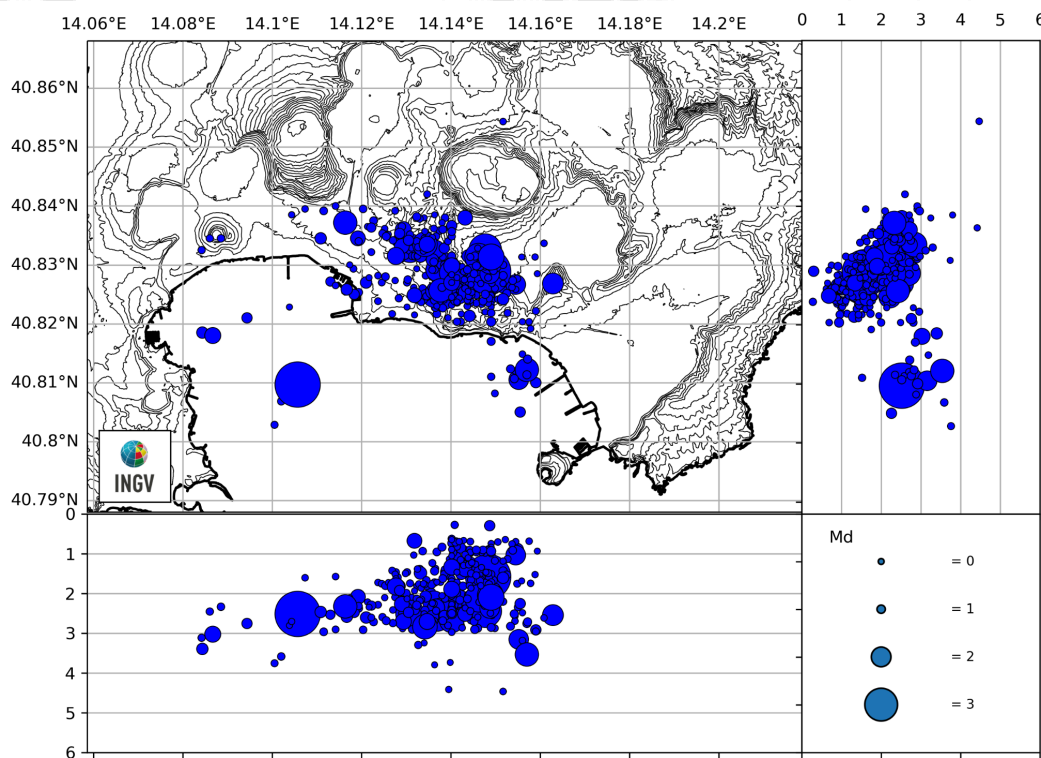 14.06°E 14.08°E 14.1°E 14.12°E 14.14°E 14.16°E 14.18°E 14.2°E 0 1 2 3 4 5 6
40.86°N
40.85°N
40.84°N
40.83°N
40.82°N
40.81°N
40.8°N
INGV
40.79°N
0
Md
1
= 0
2
= 1
3
= 2
4
= 3
5
6